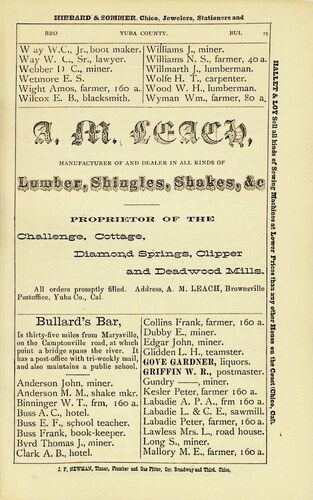 HIBBARD & SOMMER, Chico, Jewelers, Stationers and
BRO YUBA COUNTY. BUL 25
Way W.C., Jr., boot maker.
Way W. C., Sr., lawyer.
Webber D C., miner.
Wetmore E. S.
Wight Amos, farmer, 160 a.
Wilcox E. B., blacksmith.
Williams J., miner.
Williams N. S., farmer, 40 a.
Willmarth J., lumberman.
Wolfe H. T., carpenter.
Wood W. H., lumberman.
Wyman Wm., farmer, 80 a,
A. M. LEACH,
MANUFACTURER OF AND DEALER IN ALL KINDS OF
Lumber, Shingles, Shakes, &c
PROPRIETOR OF THE
Challenge, Cottage,
Diamond Springs, Clipper
and Deadwood Mills.
All orders promptly filled. Address, A. M. LEACH, Brownsville
Postoffice, Yuba Co., Cal.
Bullard's Bar,
Is thirty-five miles from Marysville,
on the Camptonville road, at which
point a bridge spans the river. It
has a post-office with tri-weekly mail,
and also maintains a public school.
Anderson John, miner.
Anderson M. M., shake mkr.
Binninger W. T., frm, 160 a.
Buss A. C., hotel.
Buss E. F., school teacher.
Buss Frank, book-keeper.
Byrd Thomas J., miner.
Clark A. B., hotel.
Collins Frank, farmer, 160 a.
Dubby E., miner.
Edgar John, miner.
Glidden L. H., teamster.
GOVE GARDNER, liquors.
GRIFFIN W. R., postmaster.
Gundry ——, miner.
Kesler Peter, farmer, 160 a.
Labadie A. P. A., frm 160 a.
Labadie L. & C. E., sawmill.
Labadie Peter, farmer, 160 a.
Lawless Mrs. L., road house.
Long S., miner.
Mallory M. E., farmer, 160 a.
J. F. NEWMAN, Tinner, Plumber and Gas Fitter, Cor. Broadway and Third, Chico,
HALLET & LOY Sell all kinds of Sewing Machines at Lower Prices than any other House on the Coast (Chico, Cal).